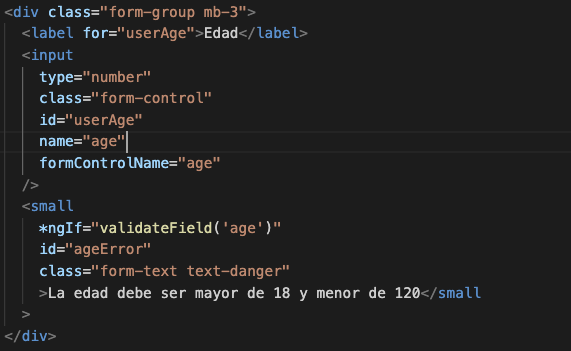 <div class="form-group mb-3">
<label for="userAge">Edad</label>
<input
type="number"
class="form-control"
id="userAge"
name="age"
formControlName="age"
/>
<small
*ngIf="validateField('age')"
id="ageError"
class="form-text text-danger"
>La edad debe ser mayor de 18 y menor de 120</small
>
</div>